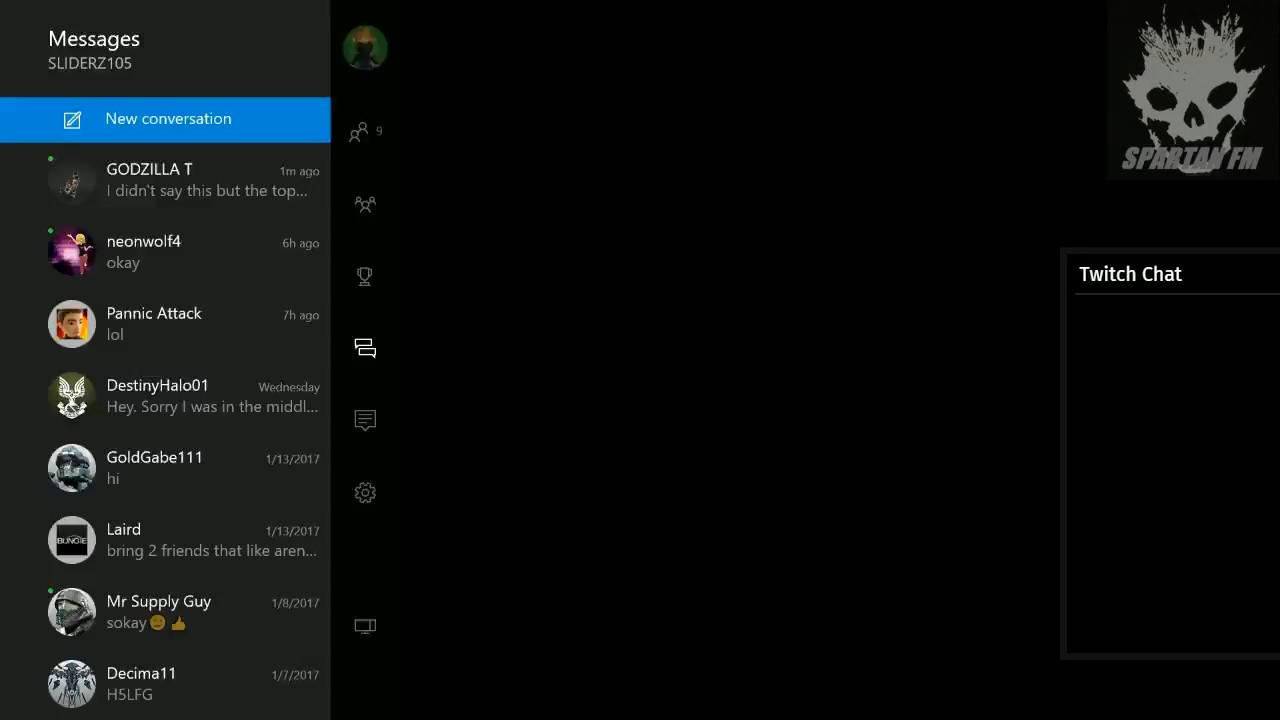 Messages
SLIDERZ105
New conversation
GODZILLA T 1m ago
I didn't say this but the top...
neonwolf4 6h ago
okay
Pannic Attack 7h ago
lol
DestinyHalo01 Wednesday
Hey. Sorry I was in the middl...
GoldGabe111 1/13/2017
hi
Laird 1/13/2017
BUNGIE
bring 2 friends that like aren...
Mr Supply Guy 1/8/2017
sokay😐👍
Decima11 1/7/2017
H5LFG
9
SPARTAN FM
Twitch Chat